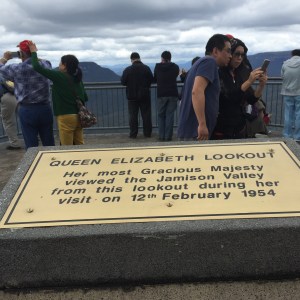 QUEEN ELIZABETH LOOKOUT
Her most Gracious Majesty
viewed the Jamison Valley
from this lookout during her
visit on 12th February 1954